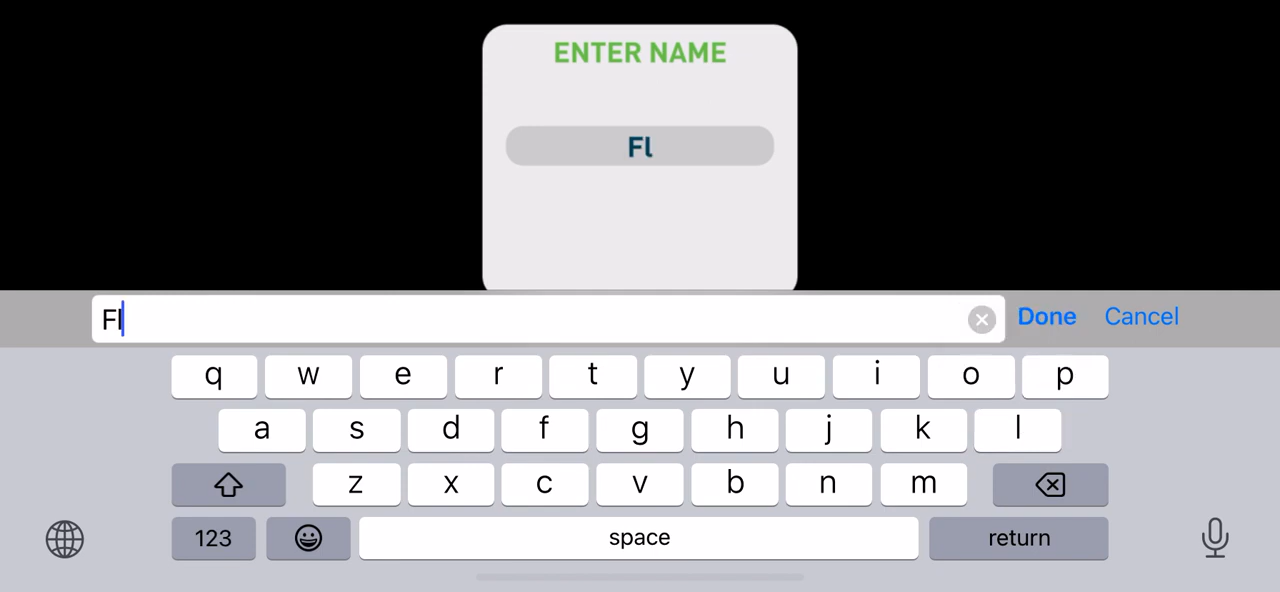 ENTER NAME
Fl
Fl
Done
Cancel
q w e r t y u i o p
a s d f g h j k l
z x c v b n m
123
space
return